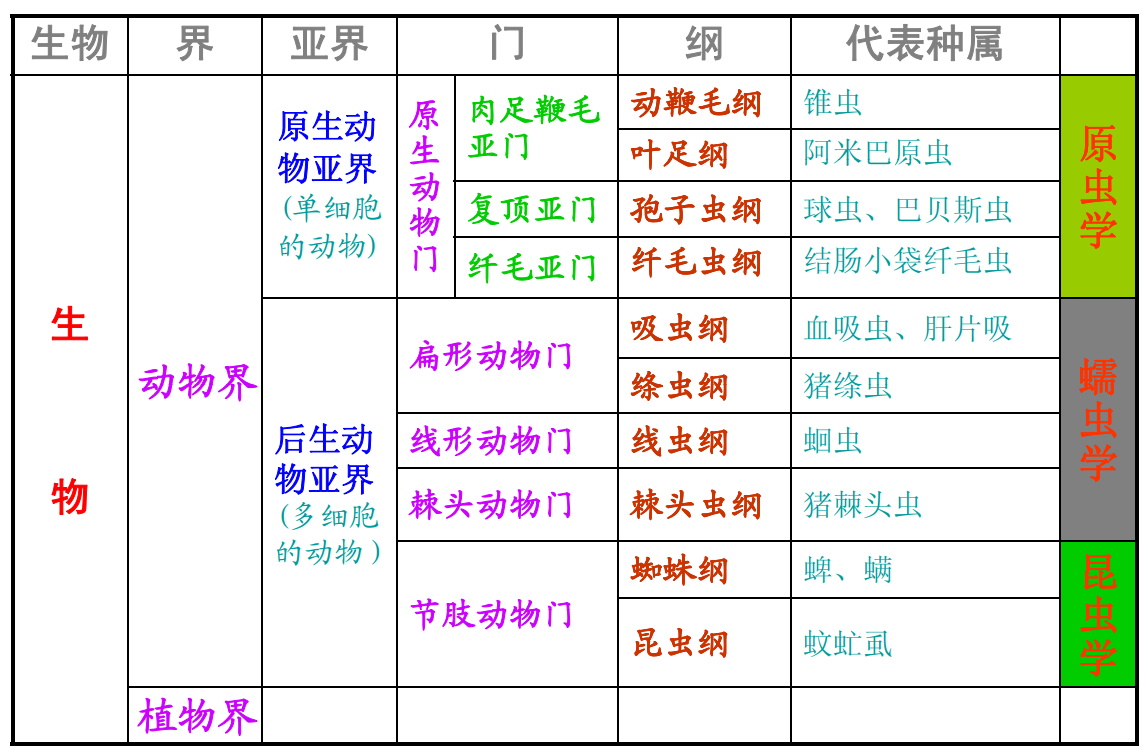 生物 界 亚界 门 纲 代表种属
生
物
动物界
原生动
物亚界
(单细胞
的动物)
原
生
动
物
门
肉足鞭毛
亚门
动鞭毛纲 锥虫
叶足纲 阿米巴原虫
复顶亚门 孢子虫纲 球虫、巴贝斯虫
纤毛亚门 纤毛虫纲 结肠小袋纤毛虫
原
虫
学
后生动
物亚界
(多细胞
的动物)
扁形动物门
吸虫纲 血吸虫、肝片吸
绦虫纲 猪绦虫
线形动物门 线虫纲 蛔虫
棘头动物门 棘头虫纲 猪棘头虫
蠕
虫
学
节肢动物门
蜘蛛纲 蜱、螨
昆虫纲 蚊虻虱
昆
虫
学
植物界